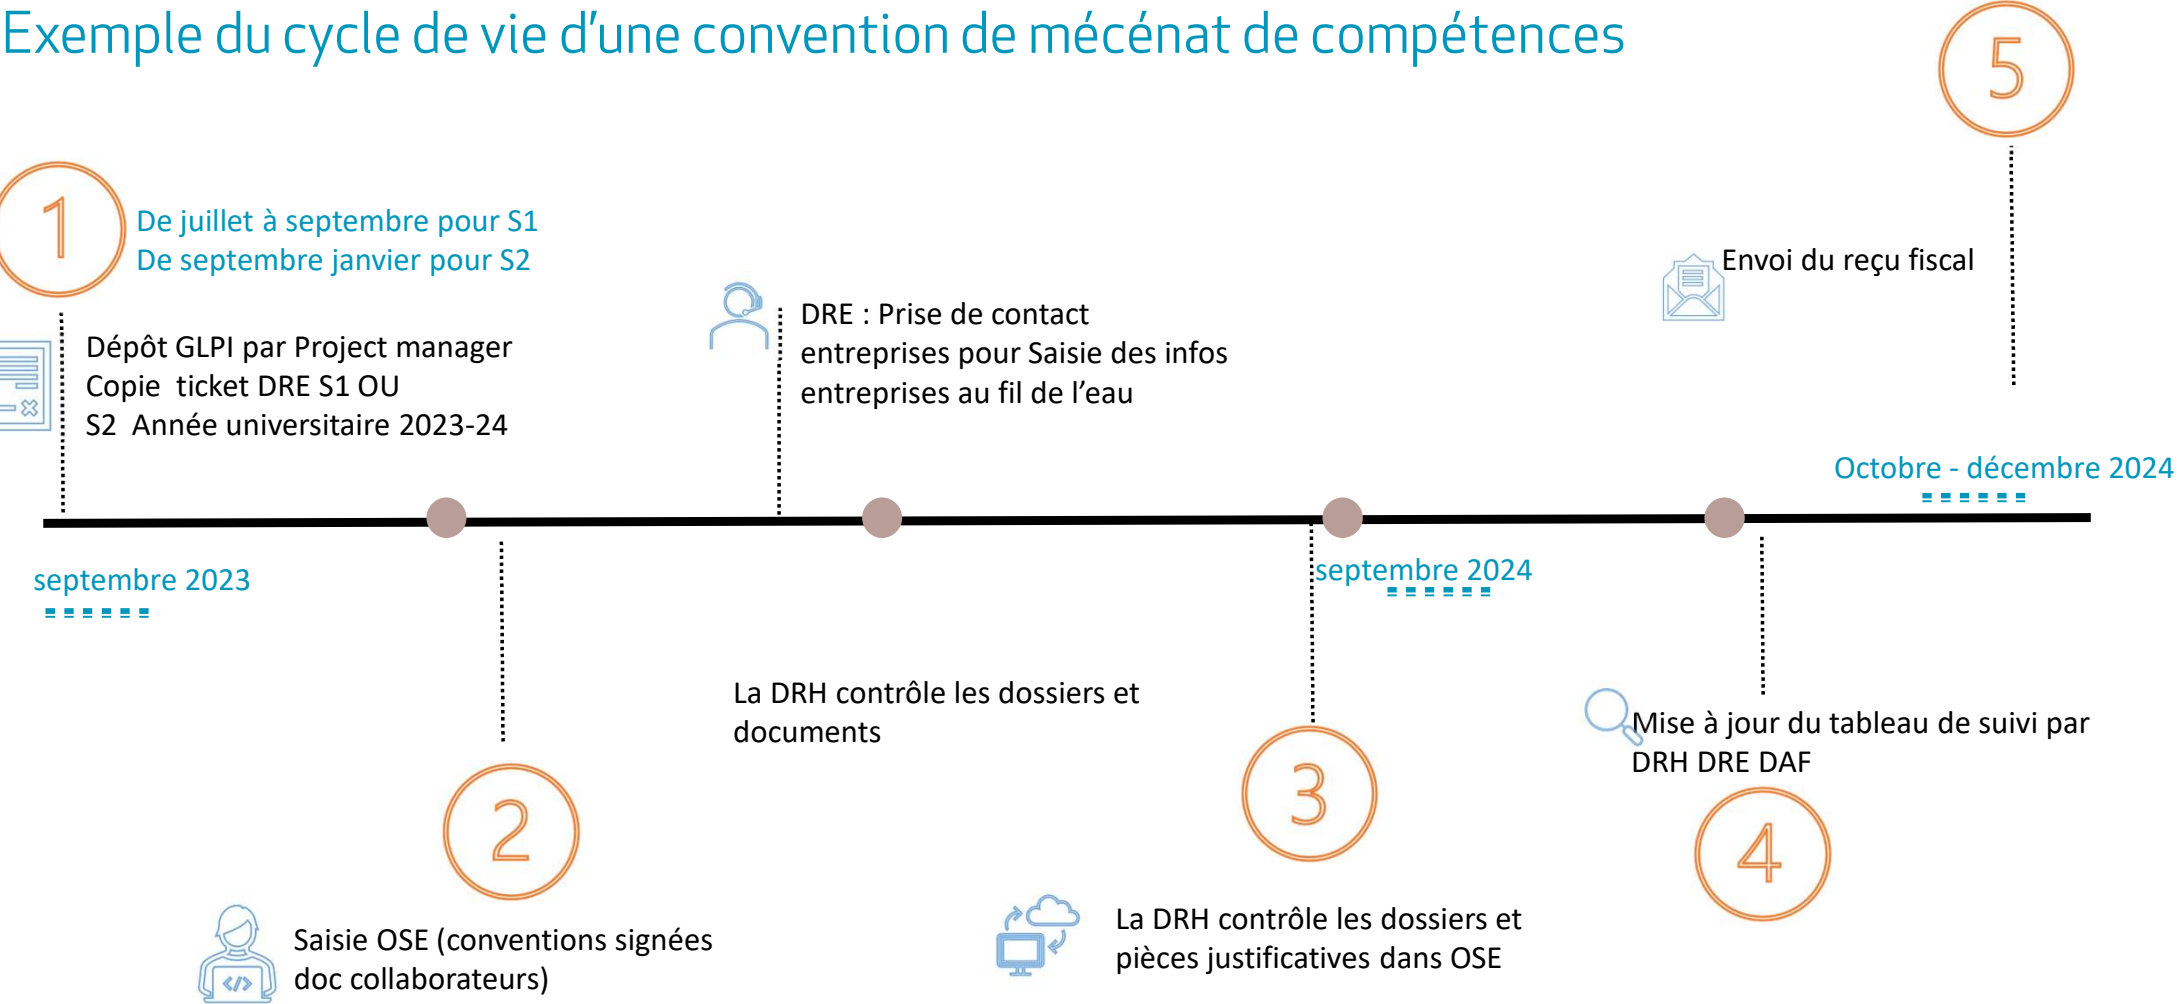 Exemple du cycle de vie d'une convention de mécénat de compétences
5
1
De juillet à septembre pour S1
De septembre janvier pour S2
Dépôt GLPI par Project manager
Copie ticket DRE S1 OU
S2 Année universitaire 2023-24
DRE : Prise de contact
entreprises pour Saisie des infos
entreprises au fil de l’eau
Envoi du reçu fiscal
Octobre - décembre 2024
septembre 2023
septembre 2024
La DRH contrôle les dossiers et
documents
2
Saisie OSE (conventions signées
doc collaborateurs)
</>
3
La DRH contrôle les dossiers et
pièces justificatives dans OSE
Mise à jour du tableau de suivi par
DRH DRE DAF
4